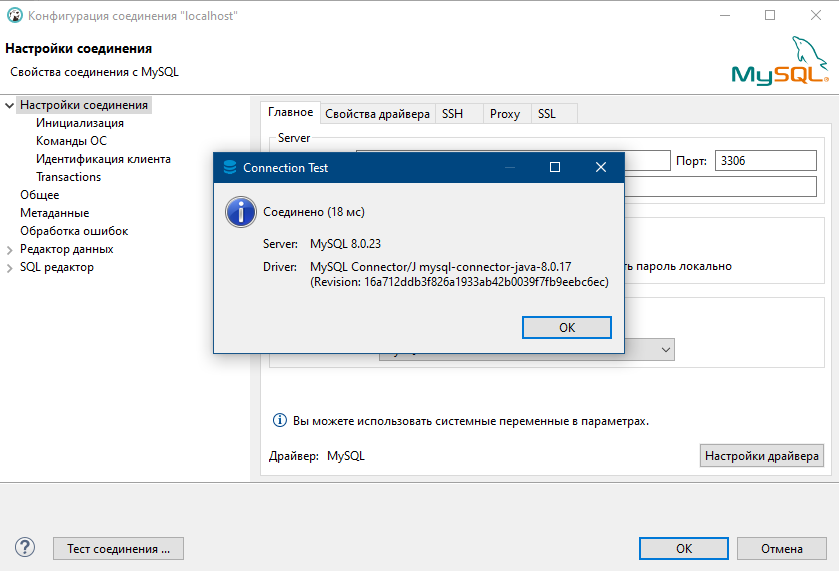 Конфигурация соединения "localhost"
Настройки соединения
Свойства соединения с MySQL
MySQL®
Настройки соединения
Инициализация
Команды ОС
Идентификация клиента
Transactions
Общее
Метаданные
Обработка ошибок
Редактор данных
SQL редактор
Главное Свойства драйвера SSH Proxy SSL
Server
Порт: 3306
Connection Test
Соединено (18 мс)
Server: MySQL 8.0.23
Driver: MySQL Connector/J mysql-connector-java-8.0.17
(Revision: 16a712ddb3f826a1933ab42b0039f7fb9eebc6ec)
OK
пароль локально
Вы можете использовать системные переменные в параметрах.
Драйвер: MySQL
Настройки драйвера
?
Тест соединения ...
OK
Отмена